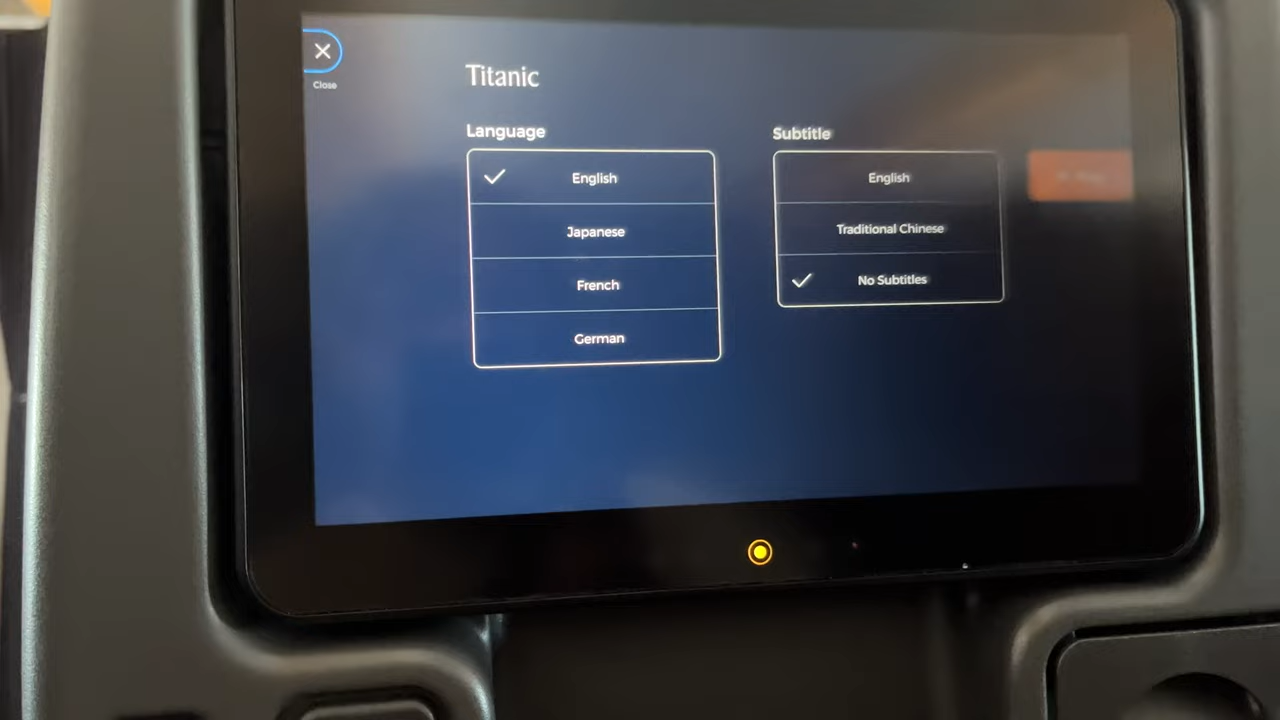 Close
Titanic
Language
English
Japanese
French
German
Subtitle
English
Traditional Chinese
No Subtitles